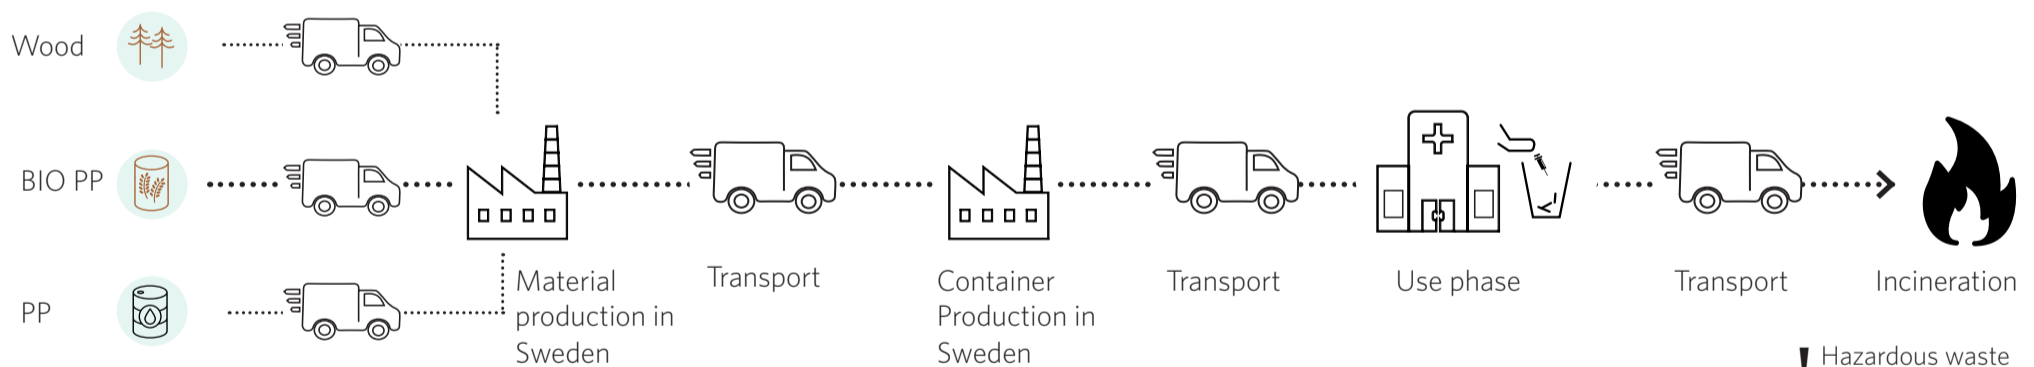 Wood
BIO PP
PP
Material
production in
Sweden
Transport
Container
Production in
Sweden
Transport
Use phase
Transport
Incineration
Hazardous waste